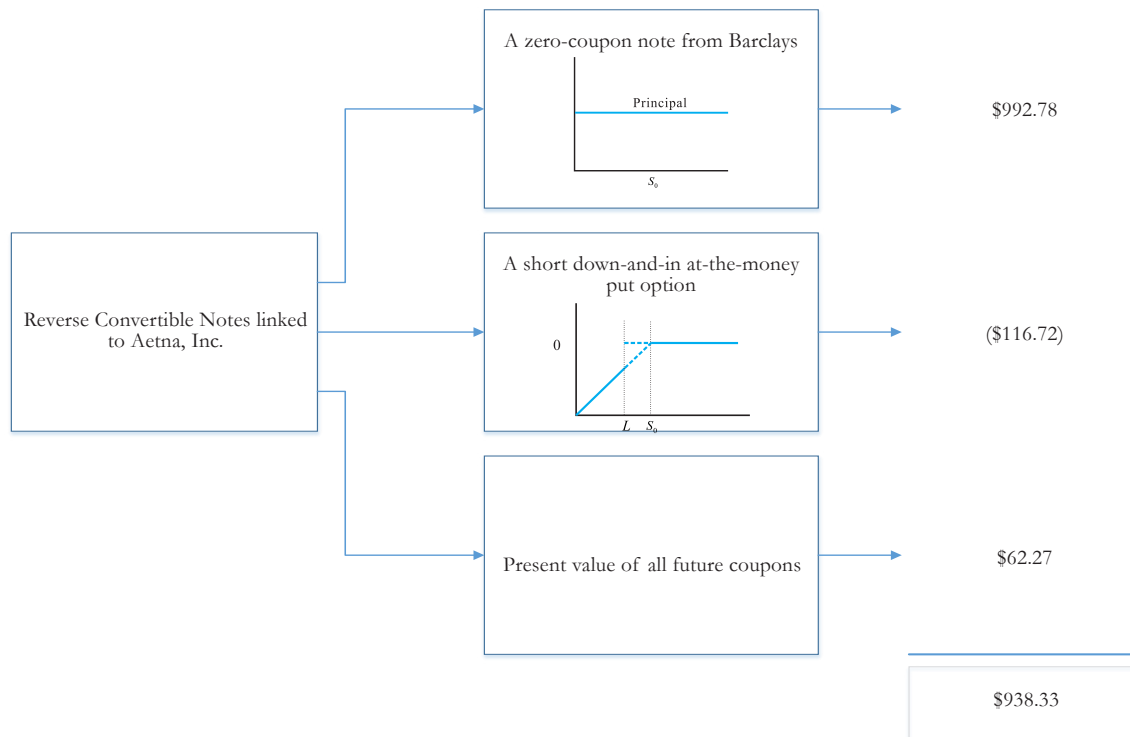 A zero-coupon note from Barclays
Principal
S₀
$992.78
Reverse Convertible Notes linked
to Aetna, Inc.
A short down-and-in at-the-money
put option
0
L S₀
($116.72)
Present value of all future coupons
$62.27
$938.33